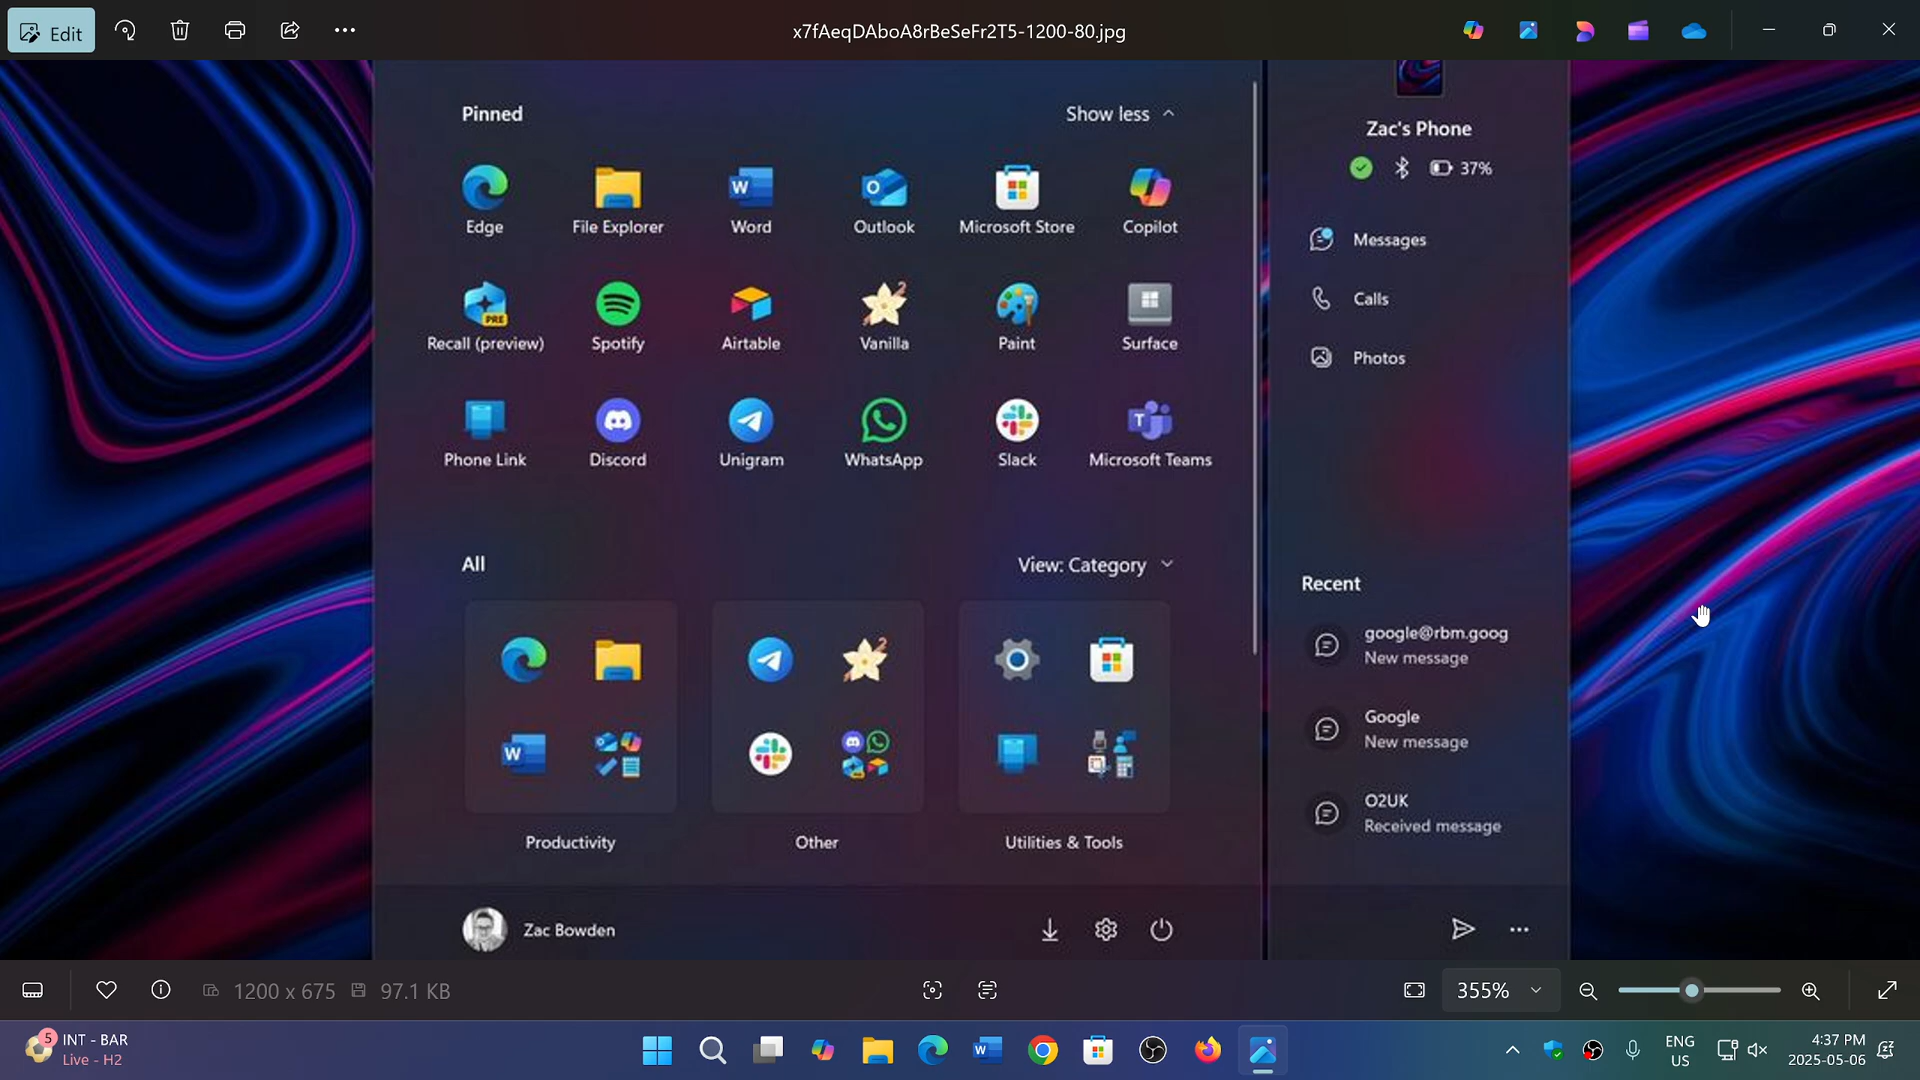 Edit
x7fAeqDAboA8rBeSeFr2T5-1200-80.jpg
Pinned
Show less
Edge
File Explorer
Word
Outlook
Microsoft Store
Copilot
PRE
Recall (preview)
Spotify
Airtable
Vanilla
Paint
Surface
Phone Link
Discord
Unigram
WhatsApp
Slack
Microsoft Teams
All
View: Category
Productivity
Other
Utilities & Tools
Zac Bowden
Zac's Phone
37%
Messages
Calls
Photos
Recent
google@rbm.goog
New message
Google
New message
O2UK
Received message
1200 x 675
97.1 KB
355%
5
INT - BAR
Live - H2
ENG
US
4:37 PM
2025-05-06